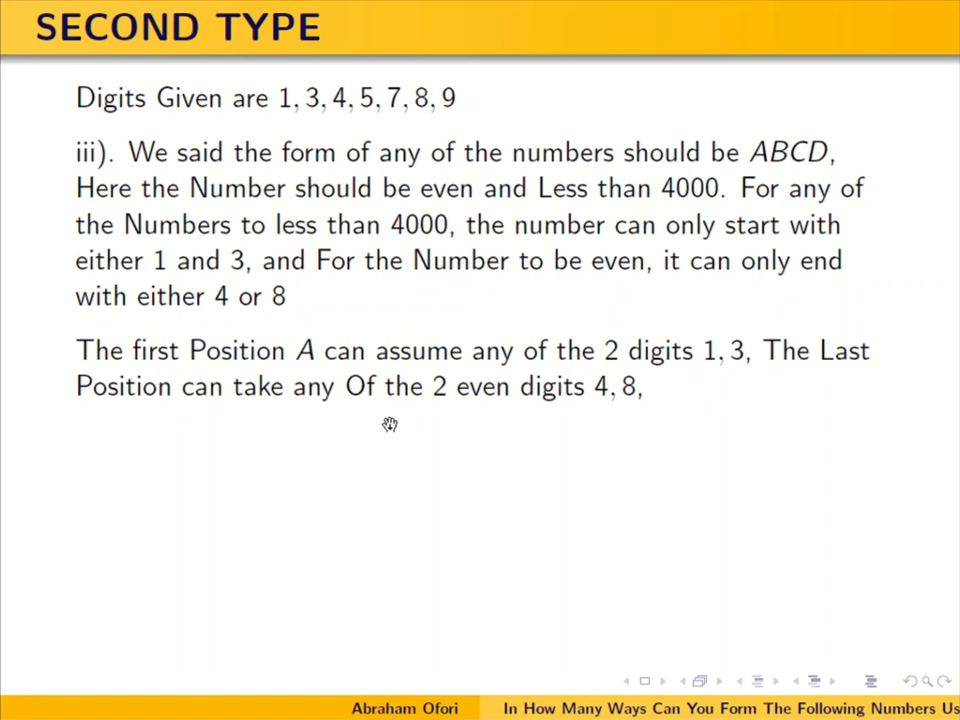 SECOND TYPE
Digits Given are 1, 3, 4, 5, 7, 8, 9
iii). We said the form of any of the numbers should be ABCD,
Here the Number should be even and Less than 4000. For any of
the Numbers to less than 4000, the number can only start with
either 1 and 3, and For the Number to be even, it can only end
with either 4 or 8
The first Position A can assume any of the 2 digits 1, 3, The Last
Position can take any Of the 2 even digits 4, 8,
Abraham Ofori
In How Many Ways Can You Form The Following Numbers Us